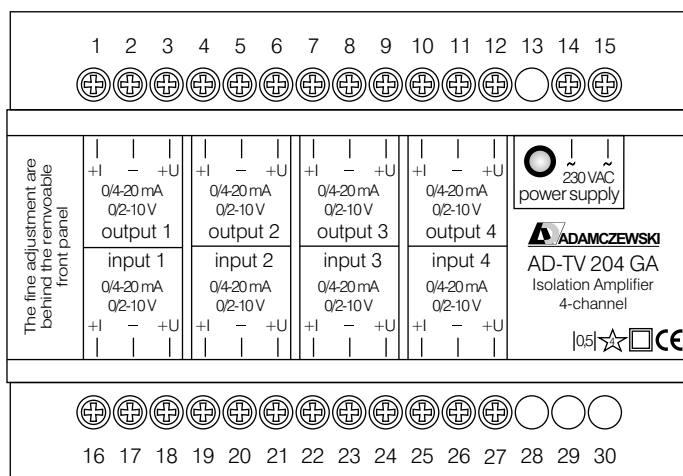 1 2 3 4 5 6 7 8 9 10 11 12 13 14 15
The fine adjustment are
behind the remvoable
front panel
+I − +U
0/4-20 mA
0/2-10 V
output 1
+I − +U
0/4-20 mA
0/2-10 V
output 2
+I − +U
0/4-20 mA
0/2-10 V
output 3
+I − +U
0/4-20 mA
0/2-10 V
output 4
~ ~
230 VAC
power supply
input 1
0/4-20 mA
0/2-10 V
+I − +U
input 2
0/4-20 mA
0/2-10 V
+I − +U
input 3
0/4-20 mA
0/2-10 V
+I − +U
input 4
0/4-20 mA
0/2-10 V
+I − +U
ADAMCZEWSKI
AD-TV 204 GA
Isolation Amplifier
4-channel
|0,5| 4 CE
16 17 18 19 20 21 22 23 24 25 26 27 28 29 30